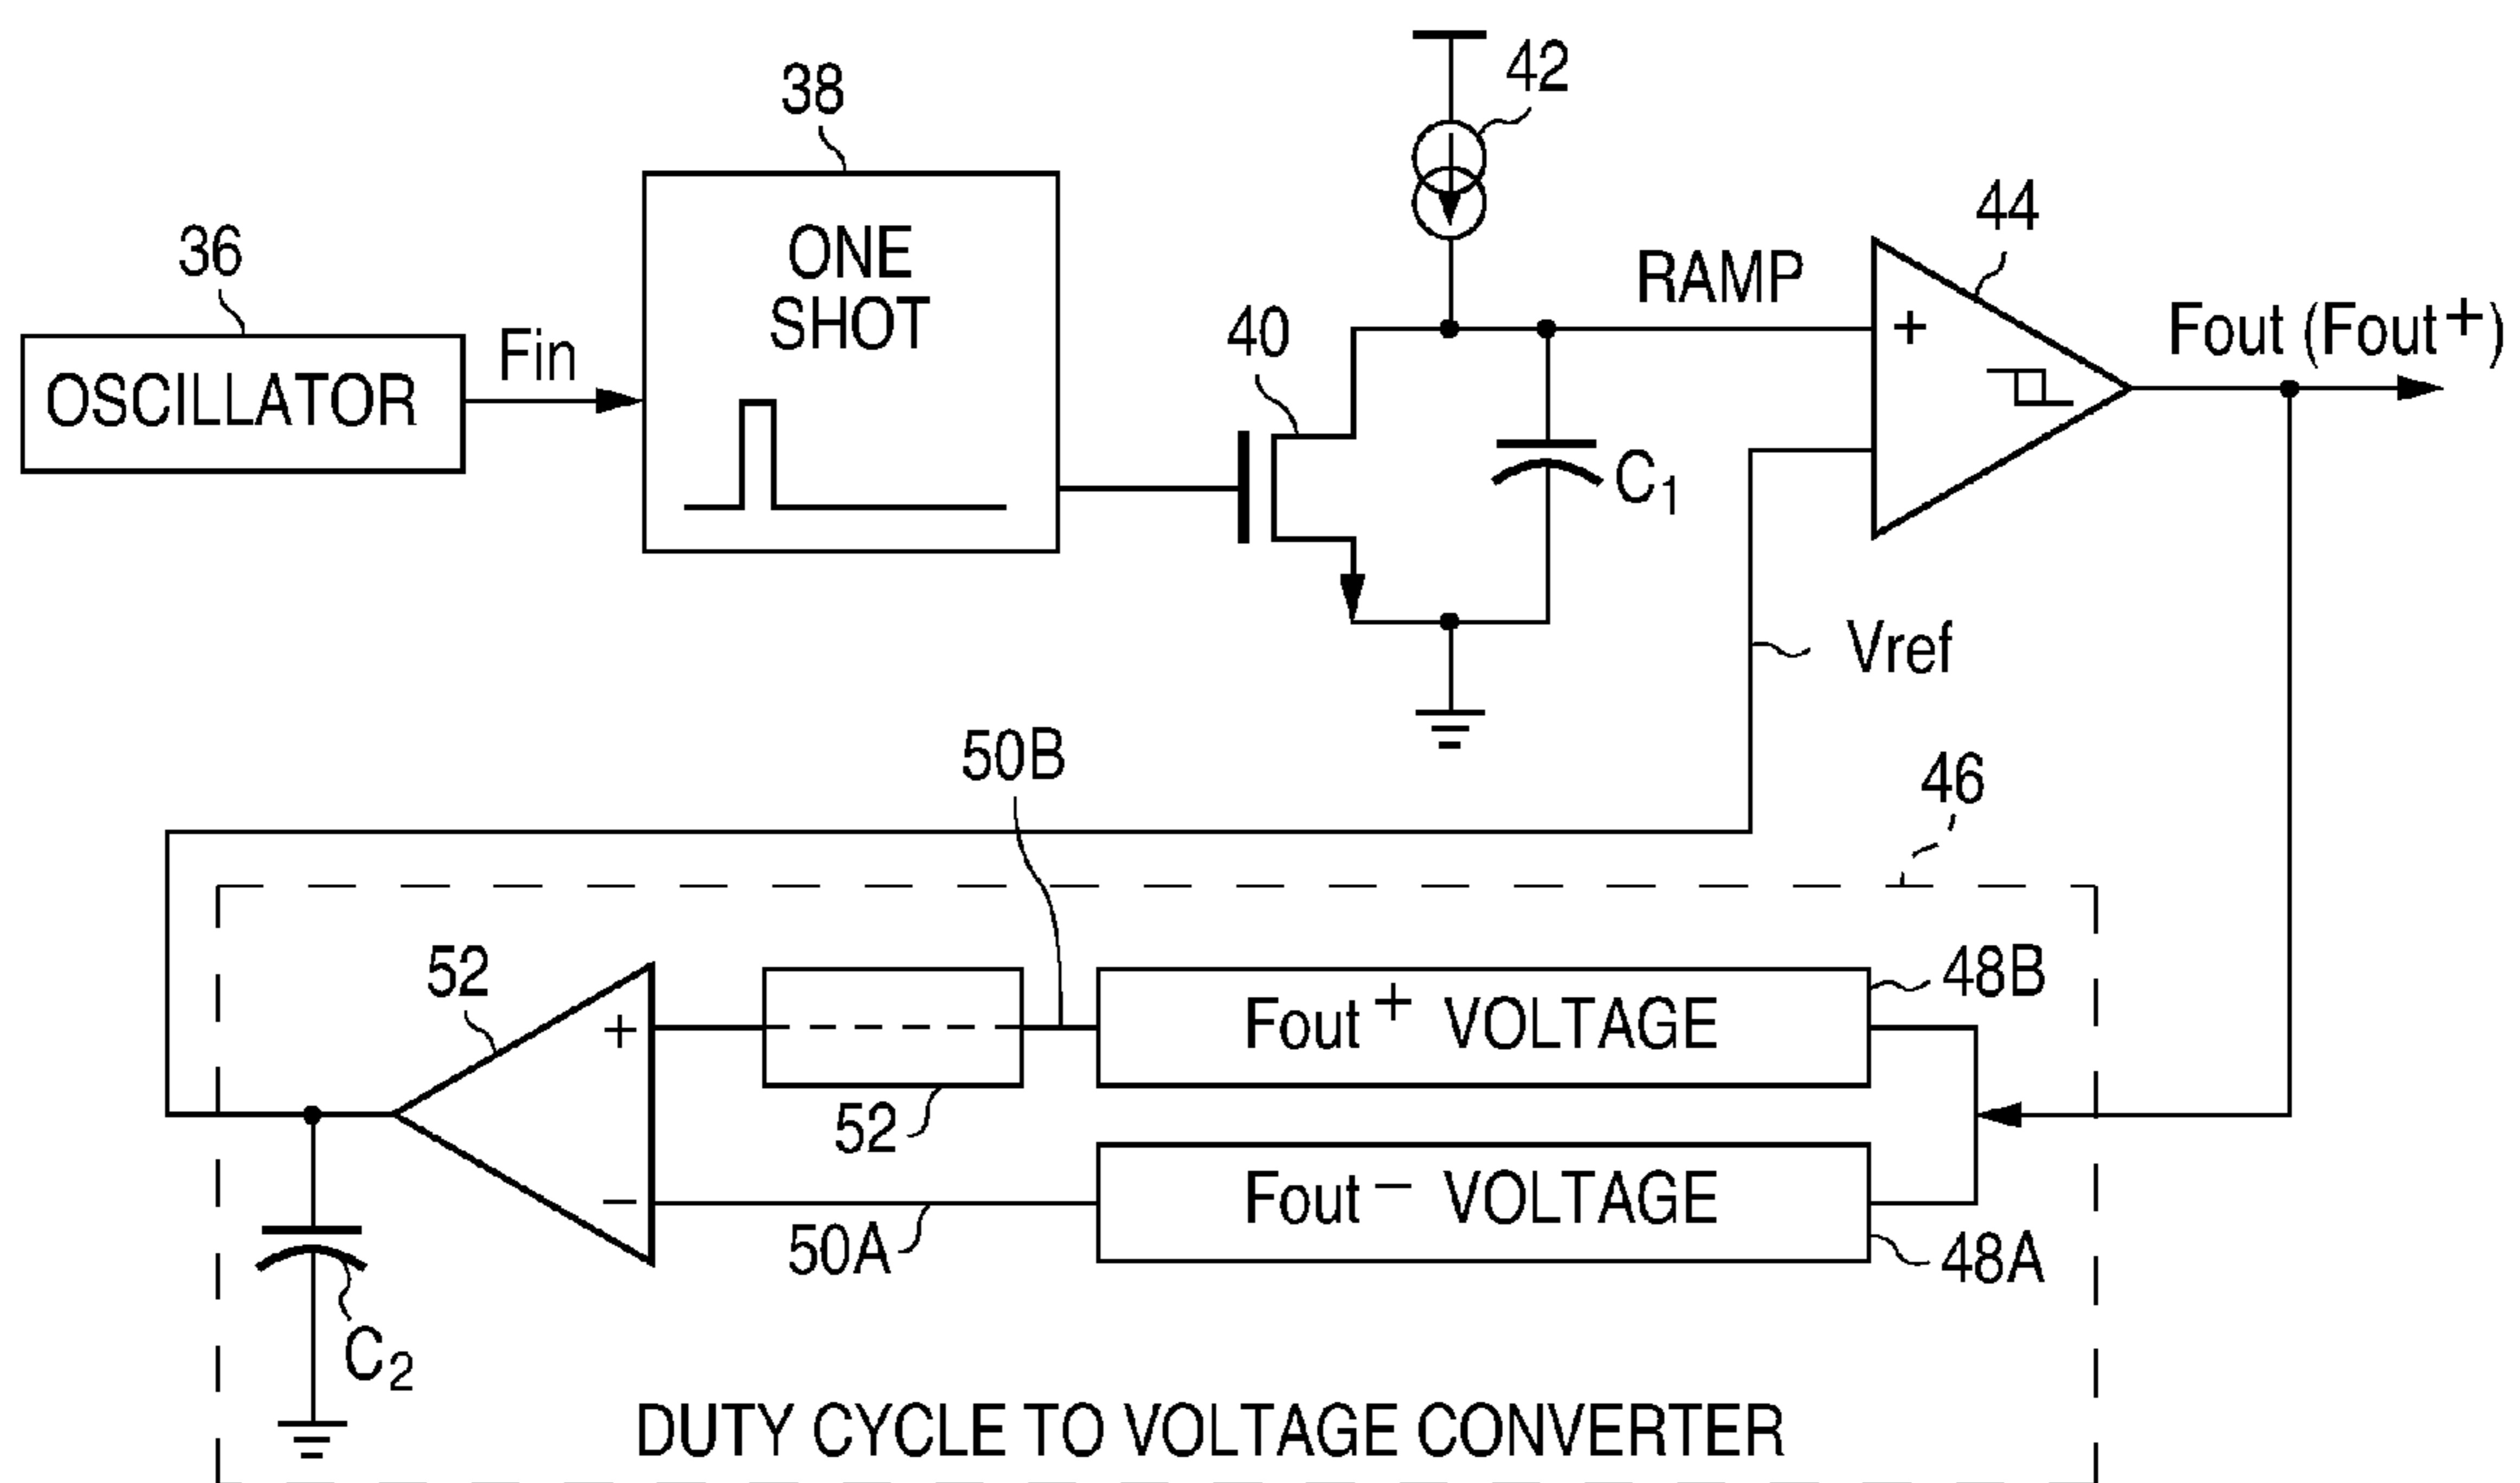 42
38
44
36
ONE
SHOT
RAMP
40
Fin
Fout (Fout⁺)
+
OSCILLATOR
C₁
+
Vref
50B
46
52
48B
+
Fout⁺ VOLTAGE
52
Fout⁻ VOLTAGE
−
50A
48A
C₂
DUTY CYCLE TO VOLTAGE CONVERTER